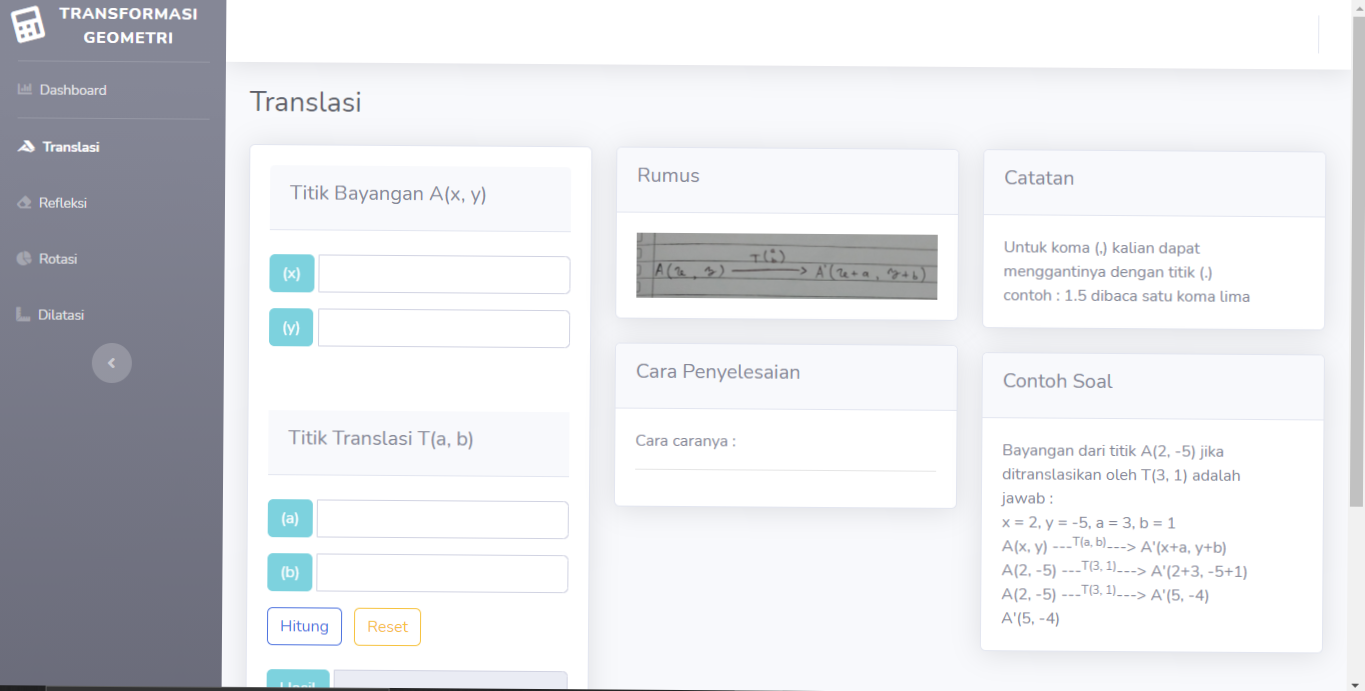 TRANSFORMASI
GEOMETRI
Dashboard
Translasi
Refleksi
Rotasi
Dilatasi
Translasi
Titik Bayangan A(x, y)
(x)
(y)
Titik Translasi T(a, b)
(a)
(b)
Hitung
Reset
Hasil
Rumus
T(a b)
A(x, y) ⟶ A'(x+a, y+b)
Cara Penyelesaian
Cara caranya :
Catatan
Untuk koma (,) kalian dapat
menggantinya dengan titik (.)
contoh : 1.5 dibaca satu koma lima
Contoh Soal
Bayangan dari titik A(2, -5) jika
ditranslasikan oleh T(3, 1) adalah
jawab :
x = 2, y = -5, a = 3, b = 1
A(x, y) ---T(a, b)---> A'(x+a, y+b)
A(2, -5) ---T(3, 1)---> A'(2+3, -5+1)
A(2, -5) ---T(3, 1)---> A'(5, -4)
A'(5, -4)